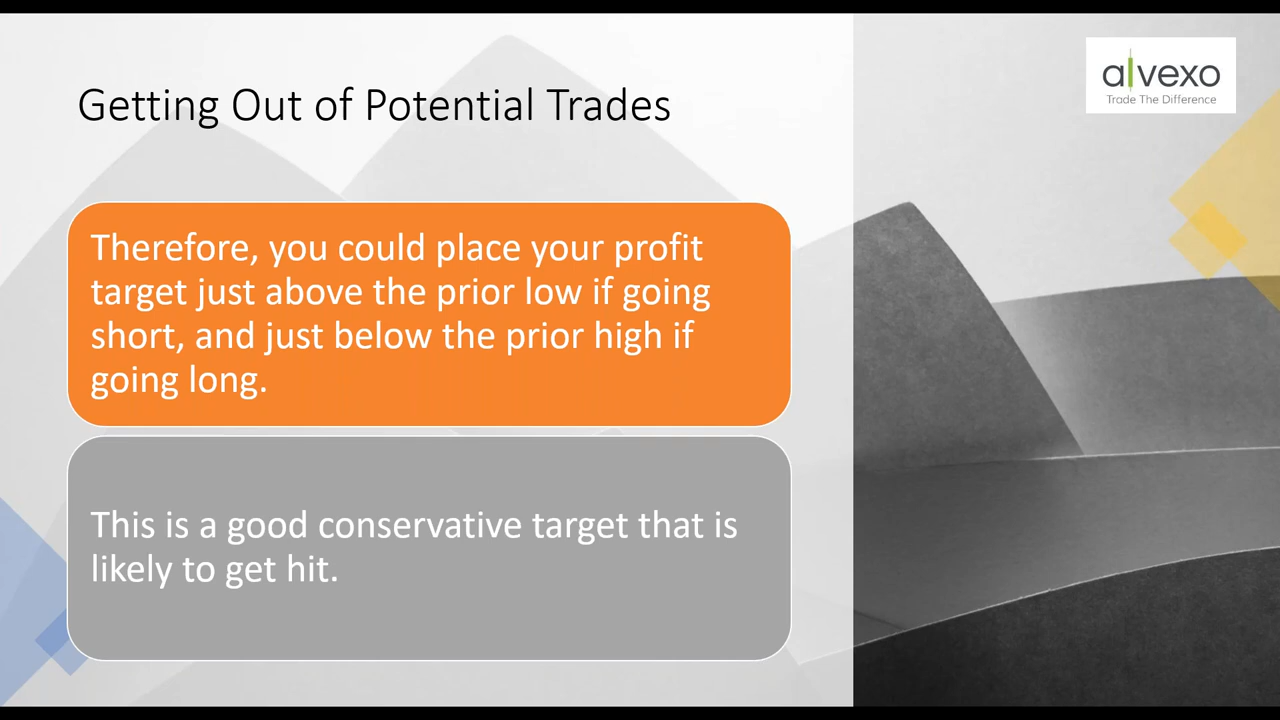 alvexo
Trade The Difference
Getting Out of Potential Trades
Therefore, you could place your profit
target just above the prior low if going
short, and just below the prior high if
going long.
This is a good conservative target that is
likely to get hit.